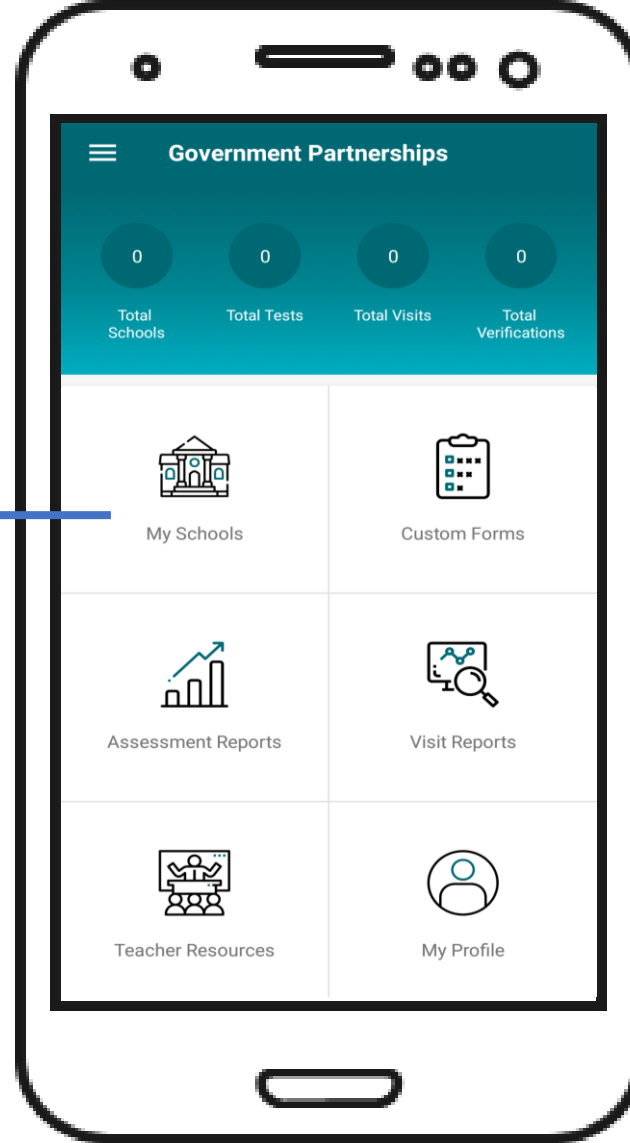 Government Partnerships
0
0
0
0
Total
Schools
Total Tests
Total Visits
Total
Verifications
My Schools
Custom Forms
Assessment Reports
Visit Reports
Teacher Resources
My Profile